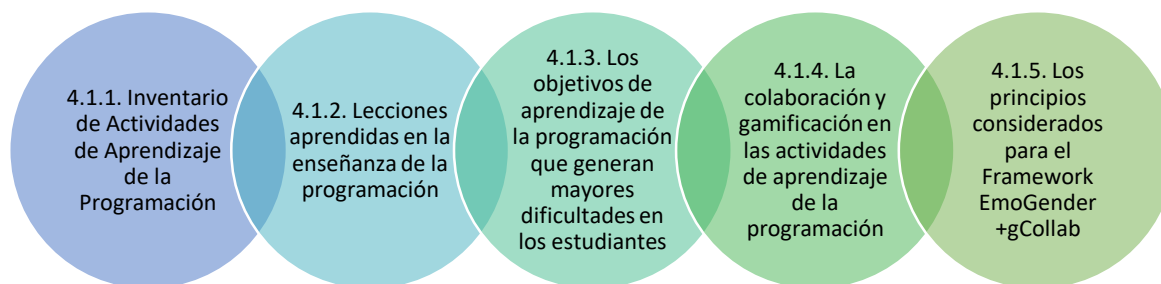 4.1.1. Inventario
de Actividades
de Aprendizaje
de la
Programación
4.1.2. Lecciones
aprendidas en la
enseñanza de la
programación
4.1.3. Los
objetivos de
aprendizaje de
la programación
que generan
mayores
dificultades en
los estudiantes
4.1.4. La
colaboración y
gamificación en
las actividades
de aprendizaje
de la
programación
4.1.5. Los
principios
considerados
para el
Framework
EmoGender
+gCollab